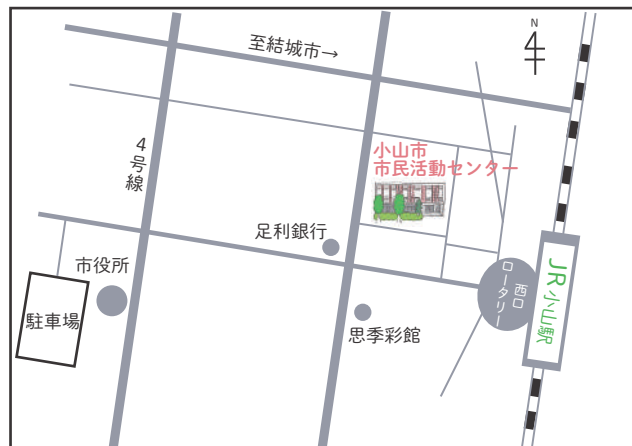 至結城市→
N
4号線
小山市
市民活動センター
足利銀行
市役所
駐車場
思季彩館
西口
ロータリー
JR小山駅